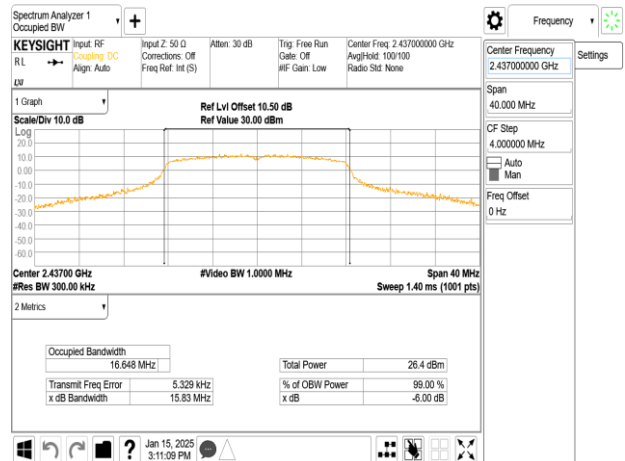 Spectrum Analyzer 1
Occupied BW
Frequency
KEYSIGHT
RL
LXI
Input: RF
Coupling: DC
Align: Auto
Input Z: 50 Ω
Corrections: Off
Freq Ref: Int (S)
Atten: 30 dB
Trig: Free Run
Gate: Off
#IF Gain: Low
Center Freq: 2.437000000 GHz
Avg|Hold: 100/100
Radio Std: None
Center Frequency
2.437000000 GHz
Settings
Span
40.000 MHz
CF Step
4.000000 MHz
Auto
Man
Freq Offset
0 Hz
1 Graph
Scale/Div 10.0 dB
Ref Lvl Offset 10.50 dB
Ref Value 30.00 dBm
Log
20.0
10.0
0.00
-10.0
-20.0
-30.0
-40.0
-50.0
-60.0
Center 2.43700 GHz
#Video BW 1.0000 MHz
Span 40 MHz
#Res BW 300.00 kHz
Sweep 1.40 ms (1001 pts)
2 Metrics
Occupied Bandwidth
16.648 MHz
Total Power 26.4 dBm
Transmit Freq Error 5.329 kHz
% of OBW Power 99.00 %
x dB Bandwidth 15.83 MHz
x dB -6.00 dB
Jan 15, 2025
3:11:09 PM